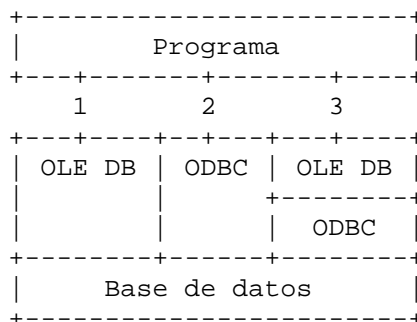 Programa
1 2 3
OLE DB ODBC OLE DB
ODBC
Base de datos